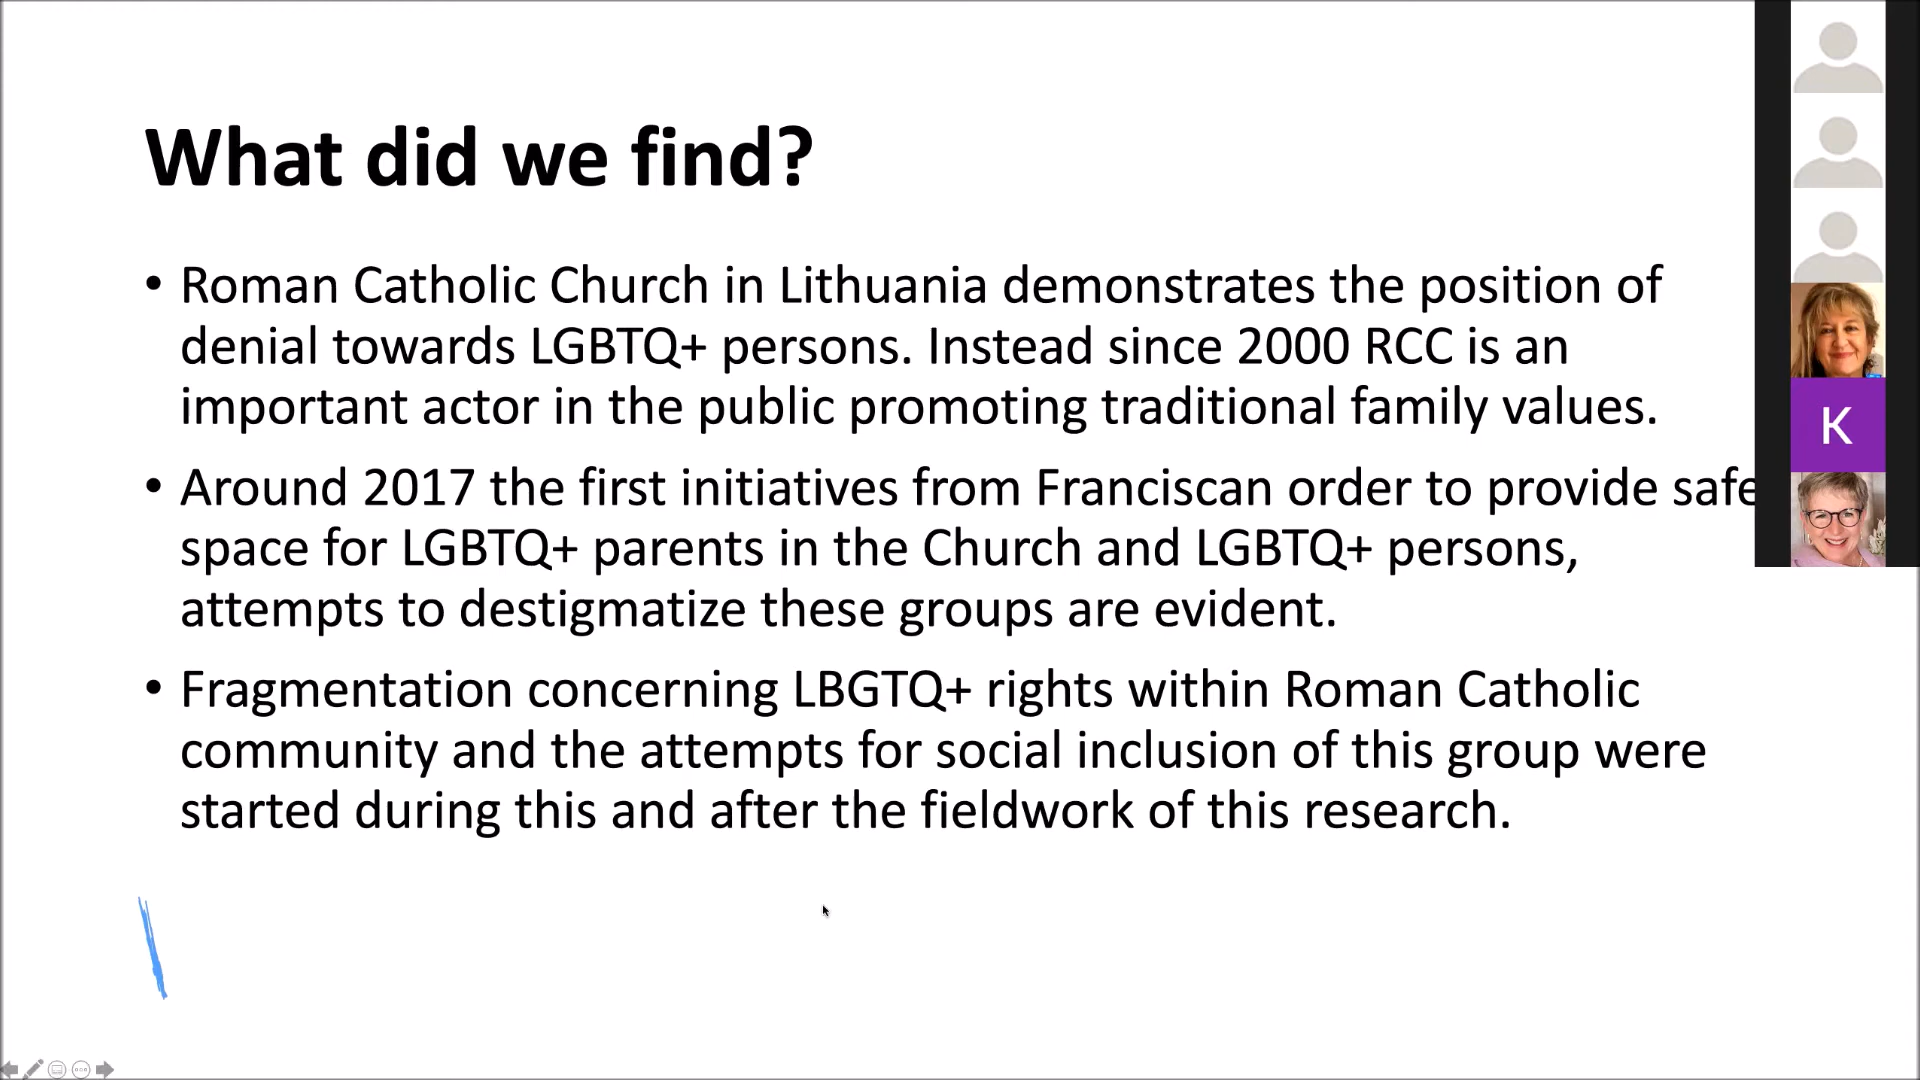 What did we find?
• Roman Catholic Church in Lithuania demonstrates the position of
denial towards LGBTQ+ persons. Instead since 2000 RCC is an
important actor in the public promoting traditional family values.
• Around 2017 the first initiatives from Franciscan order to provide safe
space for LGBTQ+ parents in the Church and LGBTQ+ persons,
attempts to destigmatize these groups are evident.
• Fragmentation concerning LBGTQ+ rights within Roman Catholic
community and the attempts for social inclusion of this group were
started during this and after the fieldwork of this research.
K